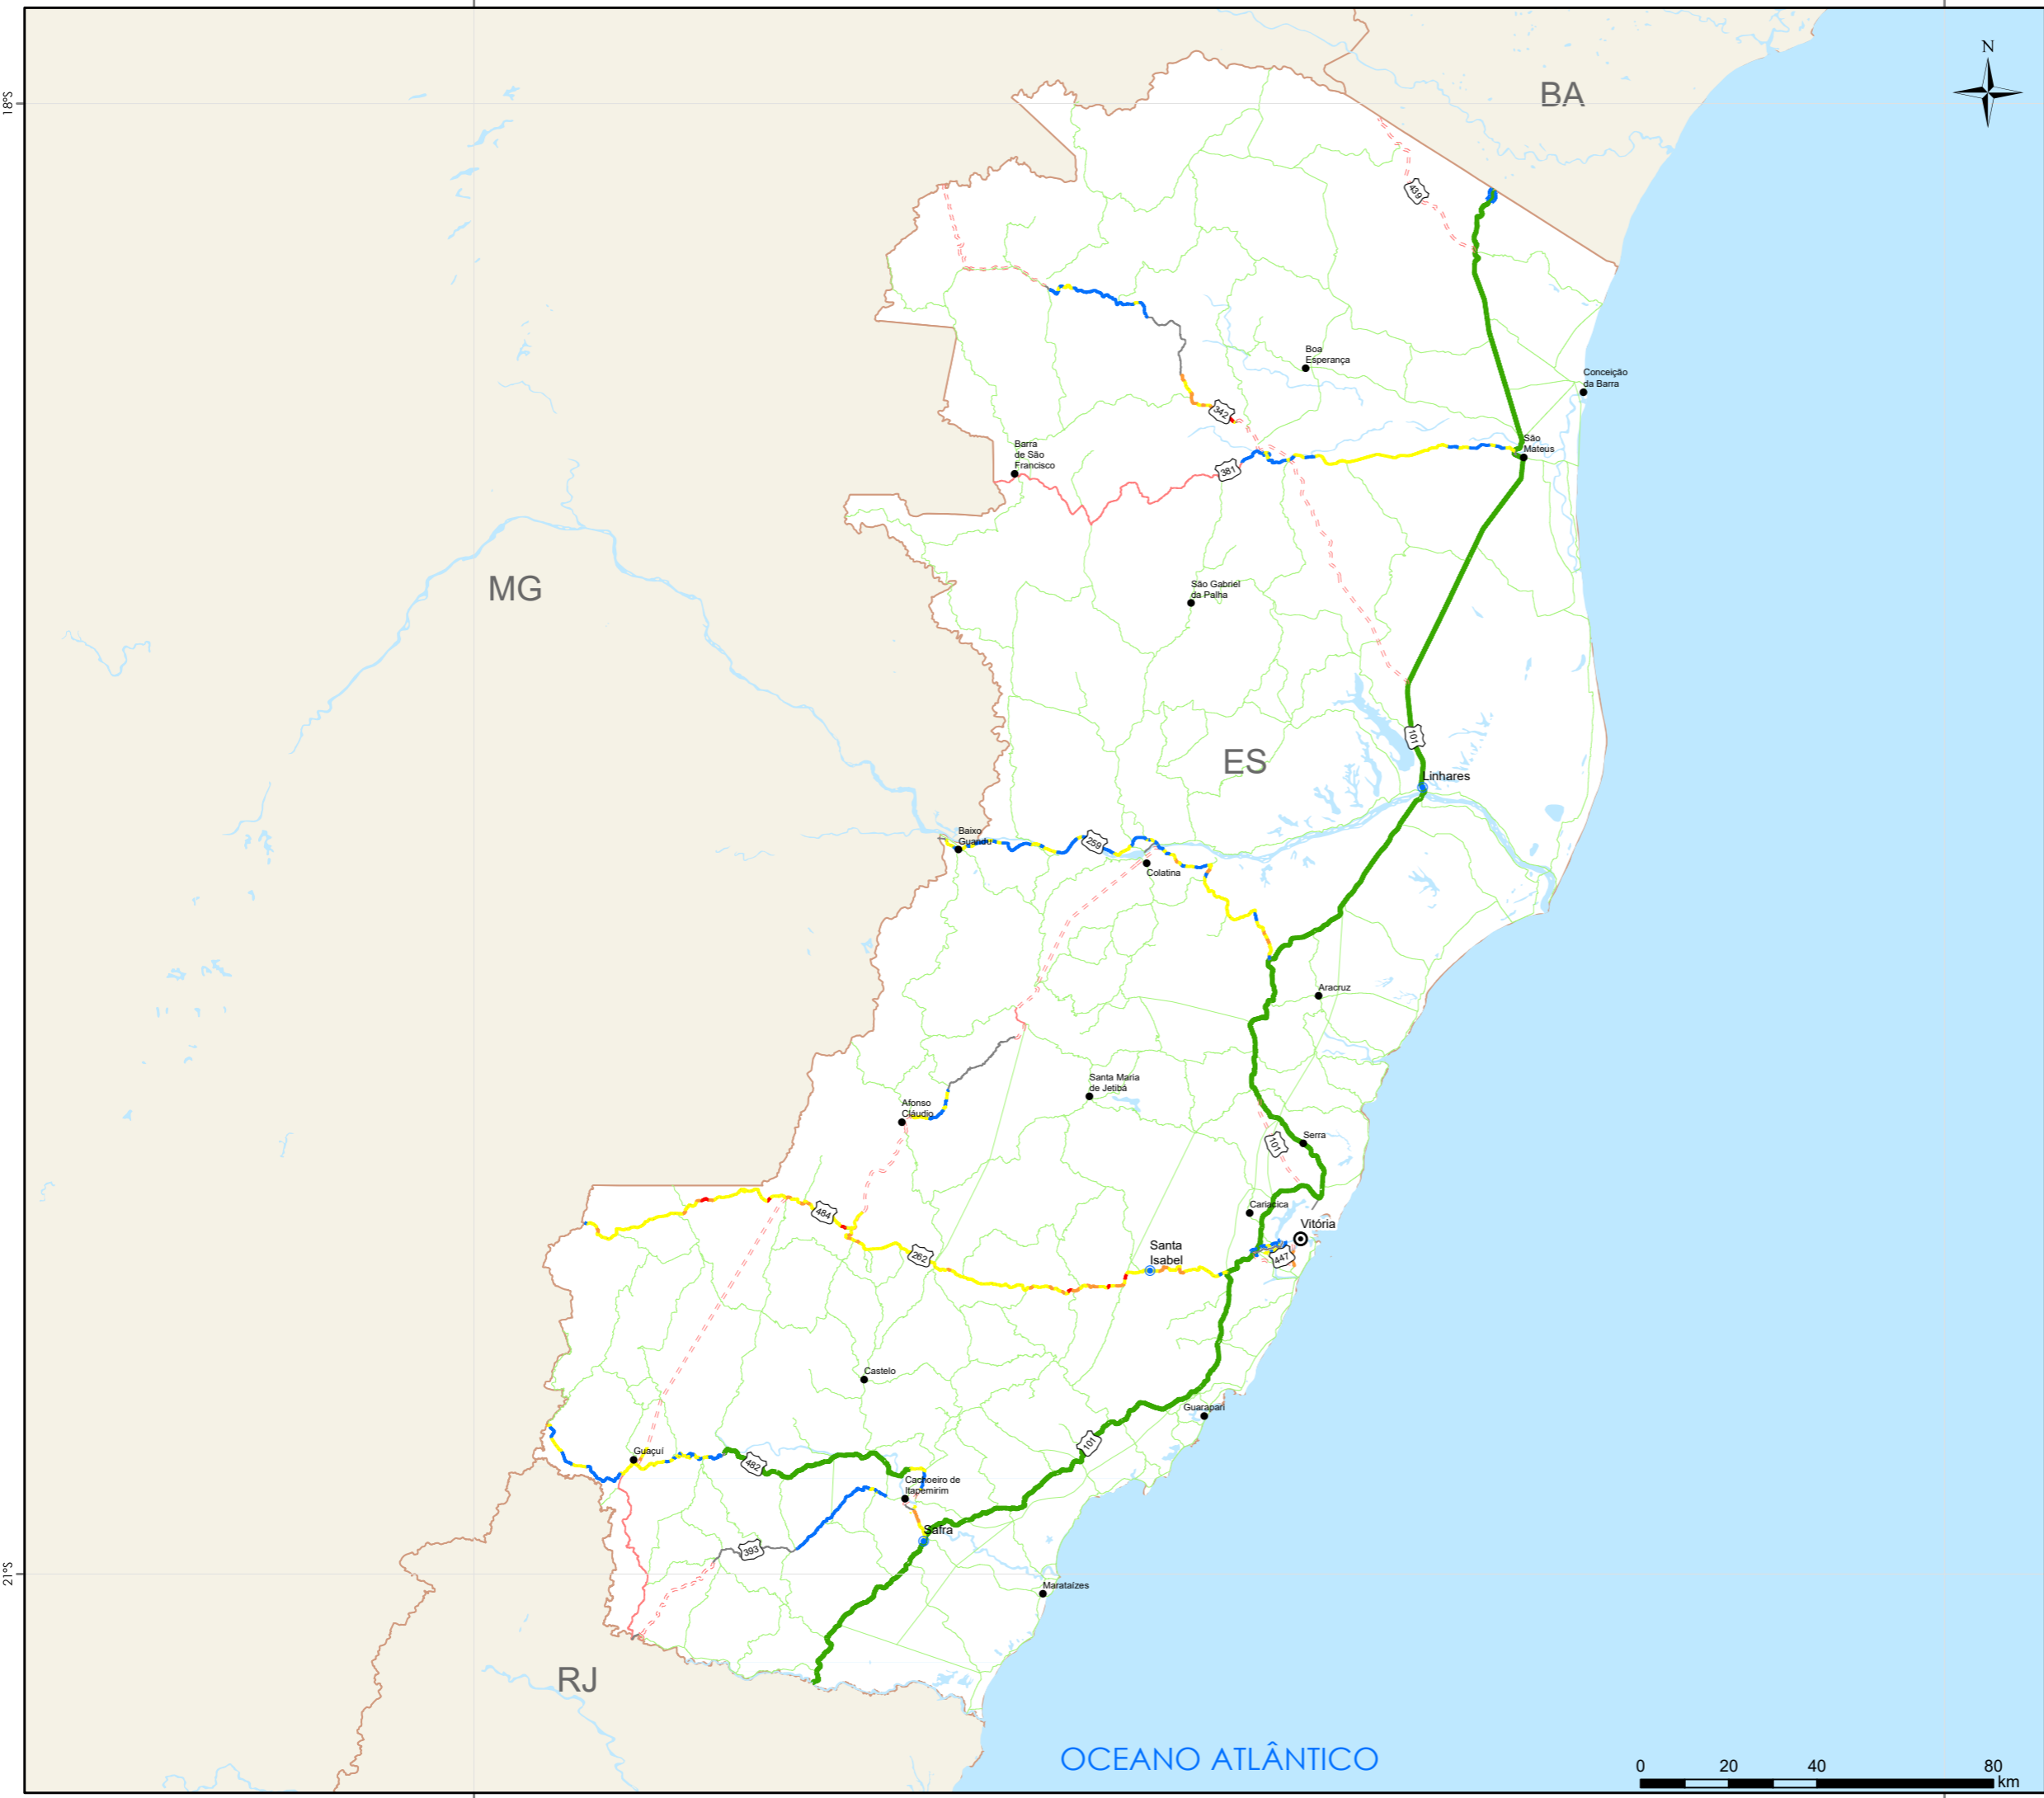 N
BA
18°S
439
Boa
Esperança
Conceição
da Barra
342
São
Mateus
Barra
de São
Francisco
381
MG
São Gabriel
da Palha
101
ES
Linhares
Baixo
Guandu
259
Colatina
Aracruz
Santa Maria
de Jetibá
Afonso
Cláudio
Serra
101
484
Cariacica
Vitória
262
Santa
Isabel
447
Castelo
Guarapari
101
Guaçuí
482
Cachoeiro de
Itapemirim
Safra
393
21°S
Marataízes
RJ
OCEANO ATLÂNTICO
0 20 40 80
km